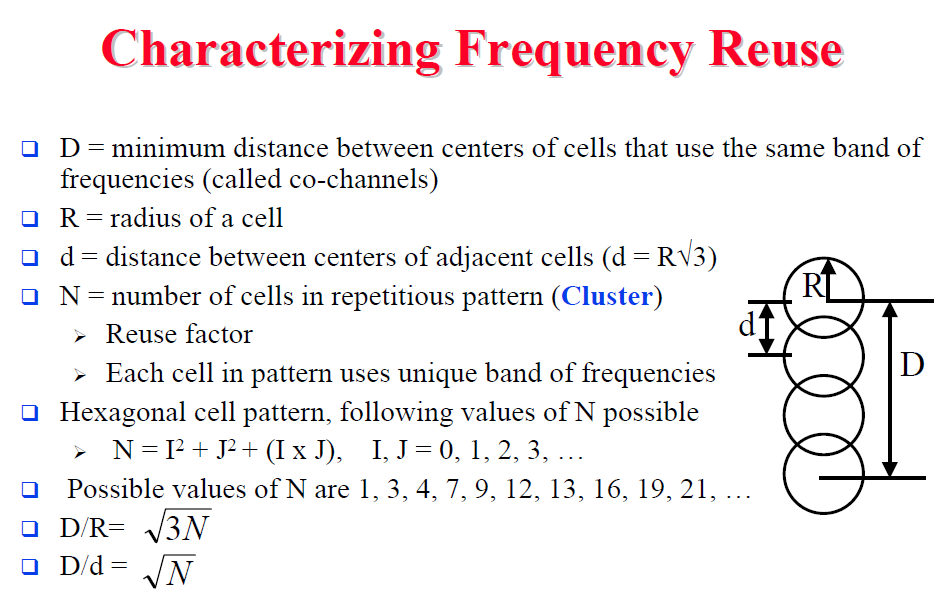 Characterizing Frequency Reuse
❑ D = minimum distance between centers of cells that use the same band of
frequencies (called co-channels)
❑ R = radius of a cell
❑ d = distance between centers of adjacent cells (d = R√3)
❑ N = number of cells in repetitious pattern (Cluster)
➢ Reuse factor
➢ Each cell in pattern uses unique band of frequencies
❑ Hexagonal cell pattern, following values of N possible
➢ N = I² + J² + (I x J), I, J = 0, 1, 2, 3, …
❑ Possible values of N are 1, 3, 4, 7, 9, 12, 13, 16, 19, 21, …
❑ D/R= √3N
❑ D/d = √N
R
d
D